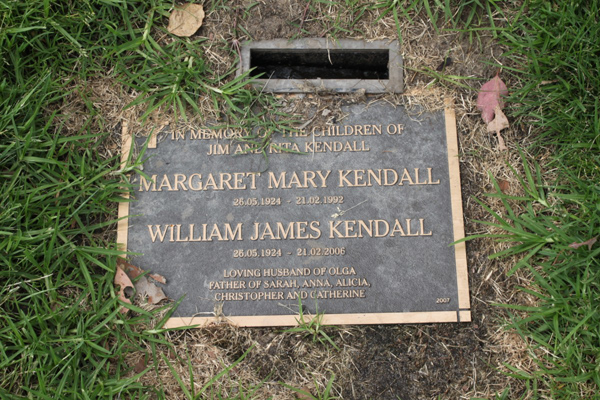 IN MEMORY OF THE CHILDREN OF
JIM AND RITA KENDALL
MARGARET MARY KENDALL
26.05.1924 - 21.02.1992
WILLIAM JAMES KENDALL
26.05.1924 - 21.02.2006
LOVING HUSBAND OF OLGA
FATHER OF SARAH, ANNA, ALICIA,
CHRISTOPHER AND CATHERINE
2007